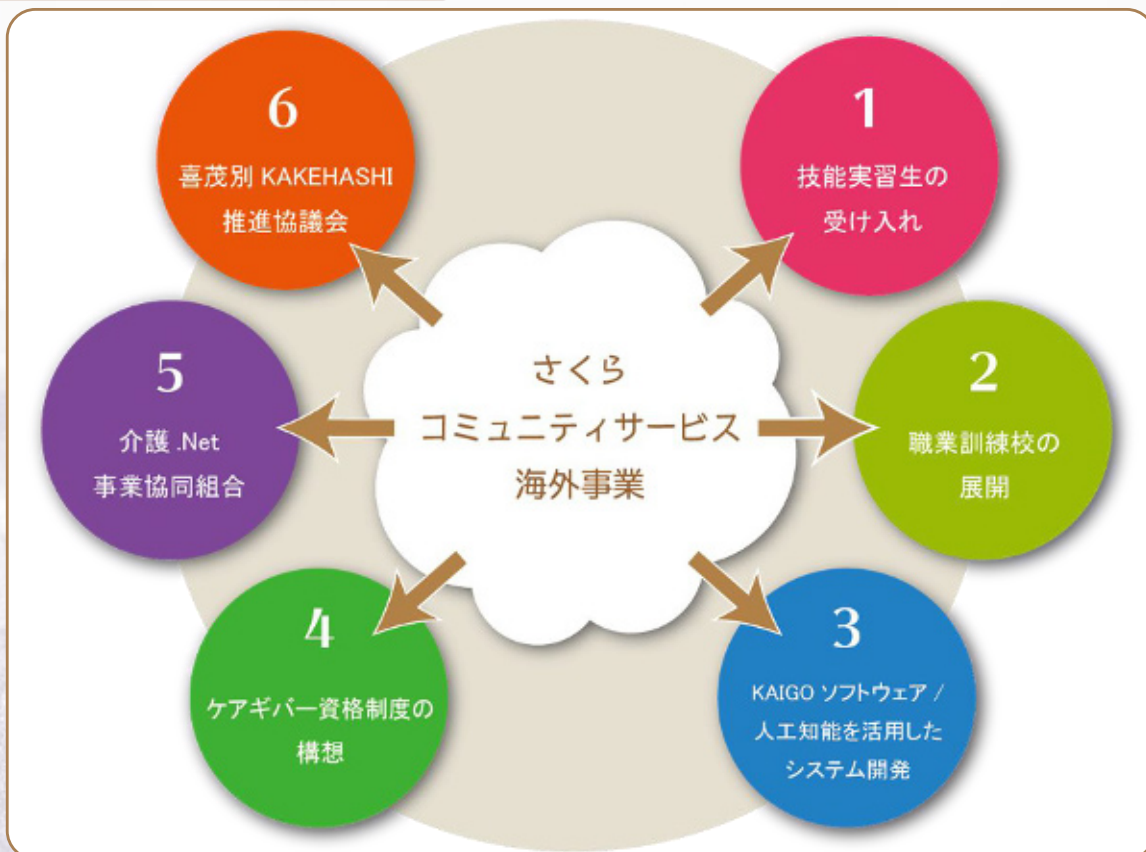 さくら
コミュニティサービス
海外事業
1
技能実習生の
受け入れ
2
職業訓練校の
展開
3
KAIGO ソフトウェア /
人工知能を活用した
システム開発
4
ケアギバー資格制度の
構想
5
介護 .Net
事業協同組合
6
喜茂別 KAKEHASHI
推進協議会